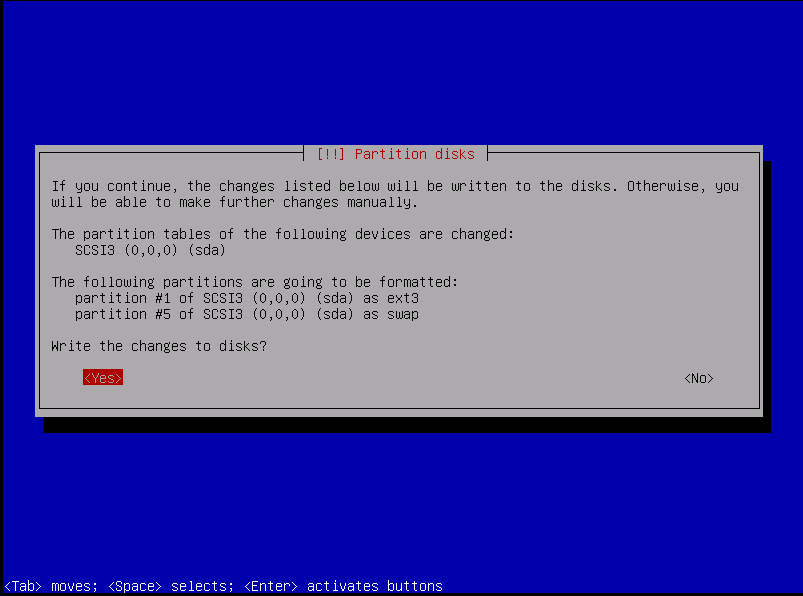 [!!] Partition disks
If you continue, the changes listed below will be written to the disks. Otherwise, you
will be able to make further changes manually.
The partition tables of the following devices are changed:
SCSI3 (0,0,0) (sda)
The following partitions are going to be formatted:
partition #1 of SCSI3 (0,0,0) (sda) as ext3
partition #5 of SCSI3 (0,0,0) (sda) as swap
Write the changes to disks?
<Yes> <No>
<Tab> moves; <Space> selects; <Enter> activates buttons